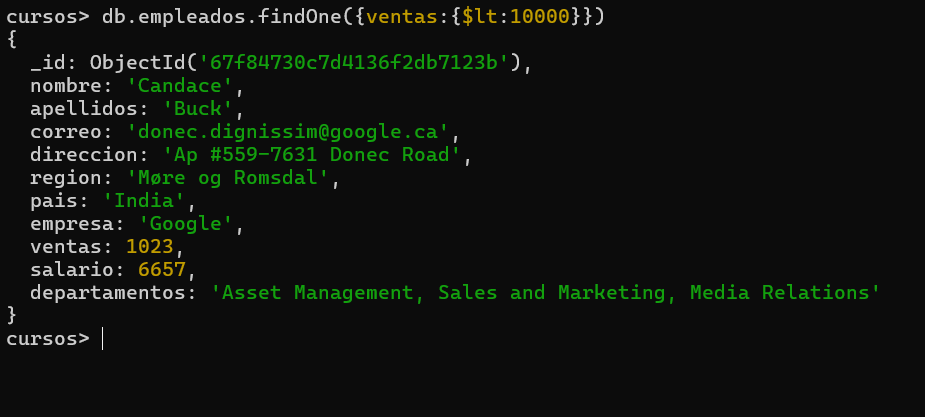 cursos> db.empleados.findOne({ventas:{$lt:10000}})
{
  _id: ObjectId('67f84730c7d4136f2db7123b'),
  nombre: 'Candace',
  apellidos: 'Buck',
  correo: 'donec.dignissim@google.ca',
  direccion: 'Ap #559-7631 Donec Road',
  region: 'Møre og Romsdal',
  pais: 'India',
  empresa: 'Google',
  ventas: 1023,
  salario: 6657,
  departamentos: 'Asset Management, Sales and Marketing, Media Relations'
}
cursos>